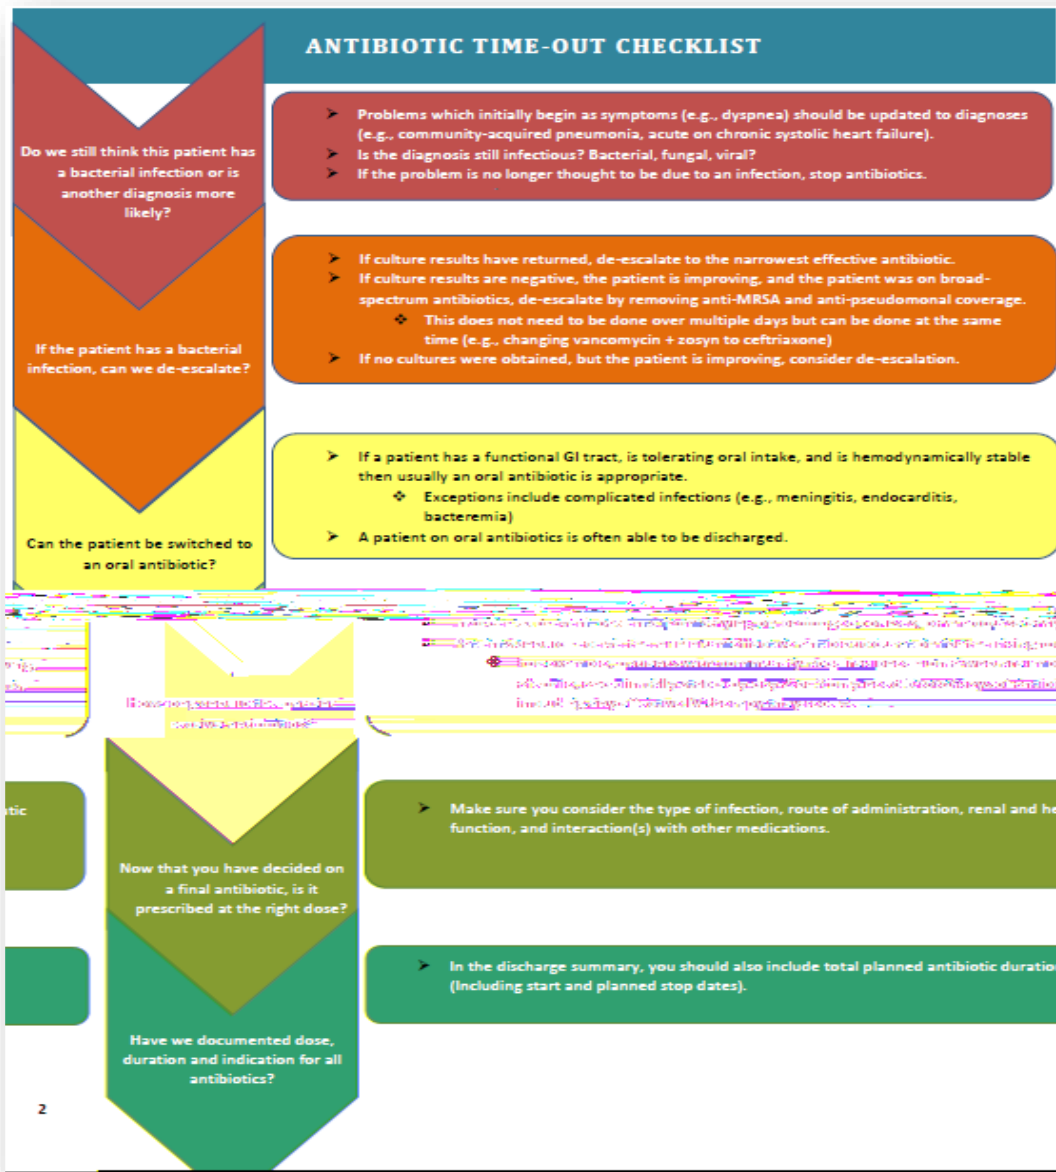 ANTIBIOTIC TIME-OUT CHECKLIST
Do we still think this patient has
a bacterial infection or is
another diagnosis more
likely?
➤ Problems which initially begin as symptoms (e.g., dyspnea) should be updated to diagnoses
(e.g., community-acquired pneumonia, acute on chronic systolic heart failure).
➤ Is the diagnosis still infectious? Bacterial, fungal, viral?
➤ If the problem is no longer thought to be due to an infection, stop antibiotics.
If the patient has a bacterial
infection, can we de-escalate?
➤ If culture results have returned, de-escalate to the narrowest effective antibiotic.
➤ If culture results are negative, the patient is improving, and the patient was on broad-
spectrum antibiotics, de-escalate by removing anti-MRSA and anti-pseudomonal coverage.
❖ This does not need to be done over multiple days but can be done at the same
time (e.g., changing vancomycin + zosyn to ceftriaxone)
➤ If no cultures were obtained, but the patient is improving, consider de-escalation.
Can the patient be switched to
an oral antibiotic?
➤ If a patient has a functional GI tract, is tolerating oral intake, and is hemodynamically stable
then usually an oral antibiotic is appropriate.
❖ Exceptions include complicated infections (e.g., meningitis, endocarditis,
bacteremia)
➤ A patient on oral antibiotics is often able to be discharged.
tic
Now that you have decided on
a final antibiotic, is it
prescribed at the right dose?
➤ Make sure you consider the type of infection, route of administration, renal and he
function, and interaction(s) with other medications.
Have we documented dose,
duration and indication for all
antibiotics?
➤ In the discharge summary, you should also include total planned antibiotic duratio
(Including start and planned stop dates).
2